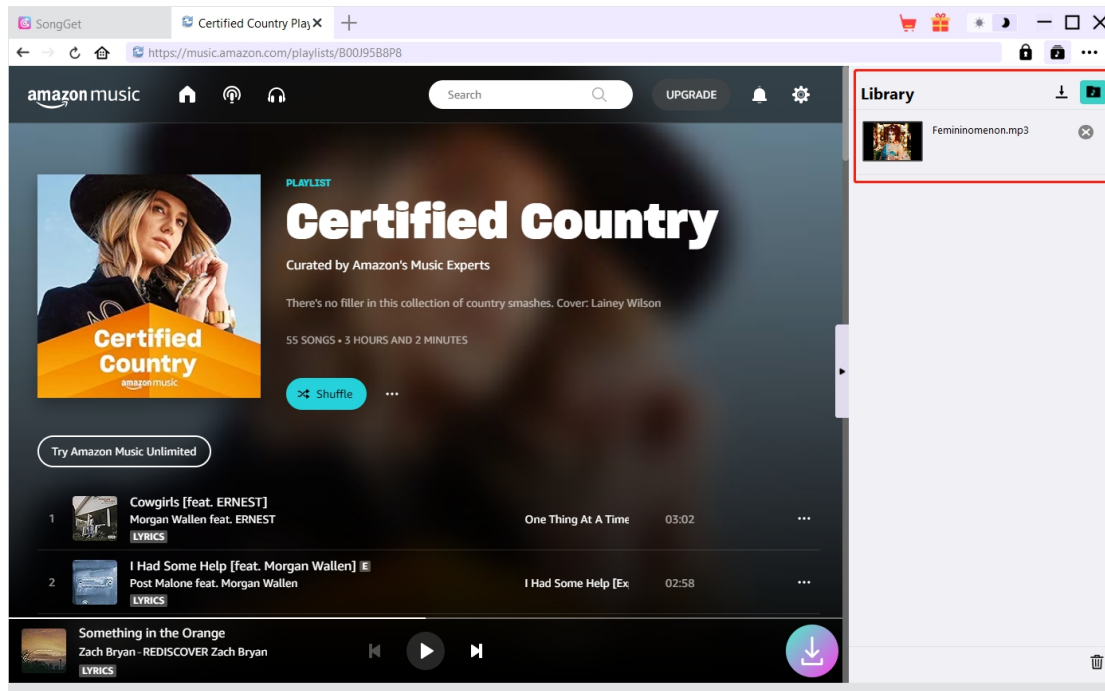 SongGet
Certified Country Play
https://music.amazon.com/playlists/B00J95B8P8
amazon music
Search
UPGRADE
Library
Femininomenon.mp3
PLAYLIST
Certified Country
Curated by Amazon's Music Experts
There's no filler in this collection of country smashes. Cover: Lainey Wilson
55 SONGS • 3 HOURS AND 2 MINUTES
Certified
Country
amazon music
Shuffle
Try Amazon Music Unlimited
1
Cowgirls [feat. ERNEST]
Morgan Wallen feat. ERNEST
LYRICS
One Thing At A Time
03:02
2
I Had Some Help [feat. Morgan Wallen] E
Post Malone feat. Morgan Wallen
LYRICS
I Had Some Help [Ex
02:58
Something in the Orange
Zach Bryan - REDISCOVER Zach Bryan
LYRICS